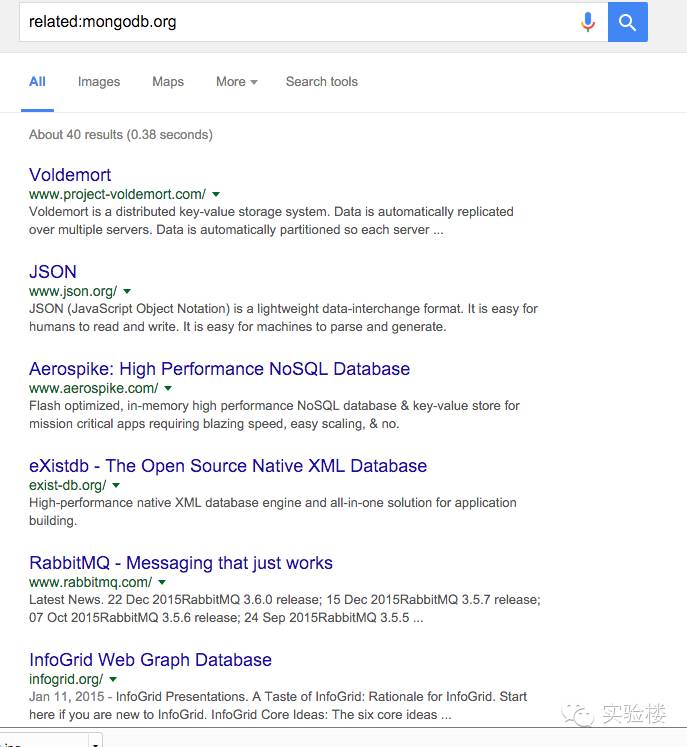 related:mongodb.org
All Images Maps More Search tools
About 40 results (0.38 seconds)
Voldemort
www.project-voldemort.com/
Voldemort is a distributed key-value storage system. Data is automatically replicated
over multiple servers. Data is automatically partitioned so each server ...
JSON
www.json.org/
JSON (JavaScript Object Notation) is a lightweight data-interchange format. It is easy for
humans to read and write. It is easy for machines to parse and generate.
Aerospike: High Performance NoSQL Database
www.aerospike.com/
Flash optimized, in-memory high performance NoSQL database & key-value store for
mission critical apps requiring blazing speed, easy scaling, & no.
eXistdb - The Open Source Native XML Database
exist-db.org/
High-performance native XML database engine and all-in-one solution for application
building.
RabbitMQ - Messaging that just works
www.rabbitmq.com/
Latest News. 22 Dec 2015RabbitMQ 3.6.0 release; 15 Dec 2015RabbitMQ 3.5.7 release;
07 Oct 2015RabbitMQ 3.5.6 release; 24 Sep 2015RabbitMQ 3.5.5 ...
InfoGrid Web Graph Database
infogrid.org/
Jan 11, 2015 - InfoGrid Presentations. A Taste of InfoGrid: Rationale for InfoGrid. Start
here if you are new to InfoGrid. InfoGrid Core Ideas: The six core ideas ...
实验楼